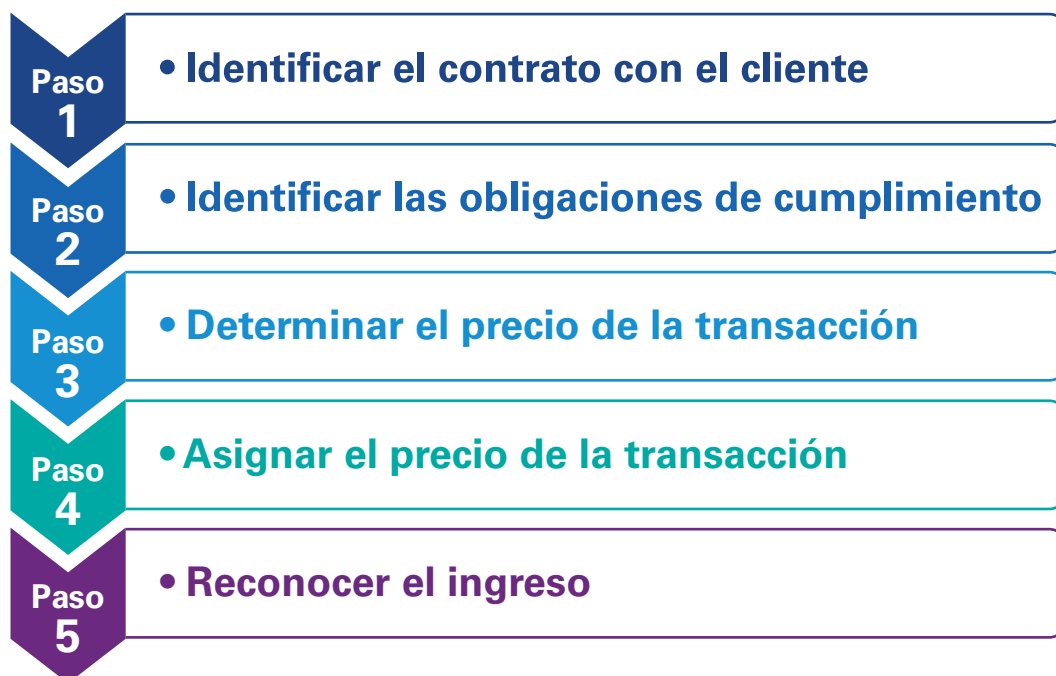 Paso
1
• Identificar el contrato con el cliente
Paso
2
• Identificar las obligaciones de cumplimiento
Paso
3
• Determinar el precio de la transacción
Paso
4
• Asignar el precio de la transacción
Paso
5
• Reconocer el ingreso